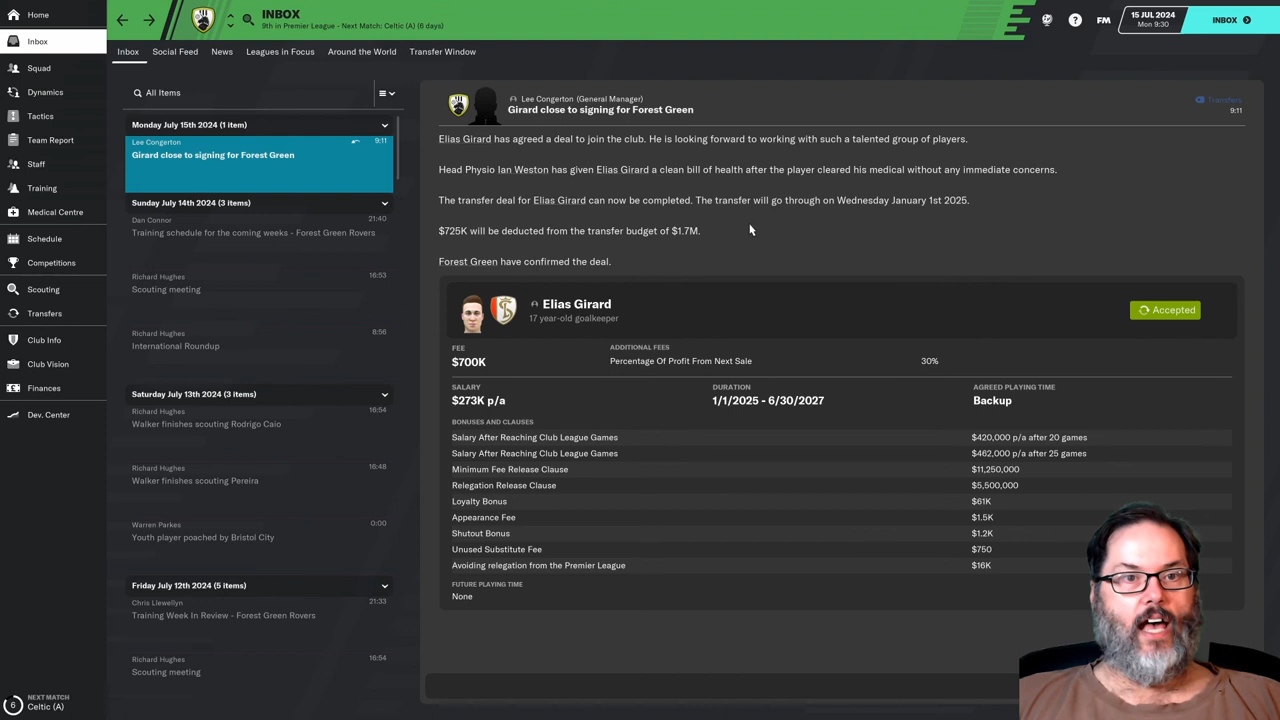 Home
Inbox
Squad
Dynamics
Tactics
Team Report
Staff
Training
Medical Centre
Schedule
Competitions
Scouting
Transfers
Club Info
Club Vision
Finances
Dev. Center
6
NEXT MATCH
Celtic (A)
INBOX
9th in Premier League - Next Match: Celtic (A) (6 days)
?
FM
15 JUL 2024
Mon 9:30
INBOX
Inbox
Social Feed
News
Leagues in Focus
Around the World
Transfer Window
All Items
Monday July 15th 2024 (1 item)
Lee Congerton 9:11
Girard close to signing for Forest Green
Sunday July 14th 2024 (3 items)
Dan Connor 21:40
Training schedule for the coming weeks - Forest Green Rovers
Richard Hughes 16:53
Scouting meeting
Richard Hughes 8:56
International Roundup
Saturday July 13th 2024 (3 items)
Richard Hughes 16:54
Walker finishes scouting Rodrigo Caio
Richard Hughes 16:48
Walker finishes scouting Pereira
Warren Parkes 0:00
Youth player poached by Bristol City
Friday July 12th 2024 (5 items)
Chris Llewellyn 21:33
Training Week In Review - Forest Green Rovers
Richard Hughes 16:54
Scouting meeting
Lee Congerton (General Manager)
Girard close to signing for Forest Green
Transfers
9:11
Elias Girard has agreed a deal to join the club. He is looking forward to working with such a talented group of players.
Head Physio Ian Weston has given Elias Girard a clean bill of health after the player cleared his medical without any immediate concerns.
The transfer deal for Elias Girard can now be completed. The transfer will go through on Wednesday January 1st 2025.
$725K will be deducted from the transfer budget of $1.7M.
Forest Green have confirmed the deal.
Elias Girard
17 year-old goalkeeper
Accepted
FEE
$700K
ADDITIONAL FEES
Percentage Of Profit From Next Sale 30%
SALARY
$273K p/a
DURATION
1/1/2025 - 6/30/2027
AGREED PLAYING TIME
Backup
BONUSES AND CLAUSES
Salary After Reaching Club League Games $420,000 p/a after 20 games
Salary After Reaching Club League Games $462,000 p/a after 25 games
Minimum Fee Release Clause $11,250,000
Relegation Release Clause $5,500,000
Loyalty Bonus $61K
Appearance Fee $1.5K
Shutout Bonus $1.2K
Unused Substitute Fee $750
Avoiding relegation from the Premier League $16K
FUTURE PLAYING TIME
None